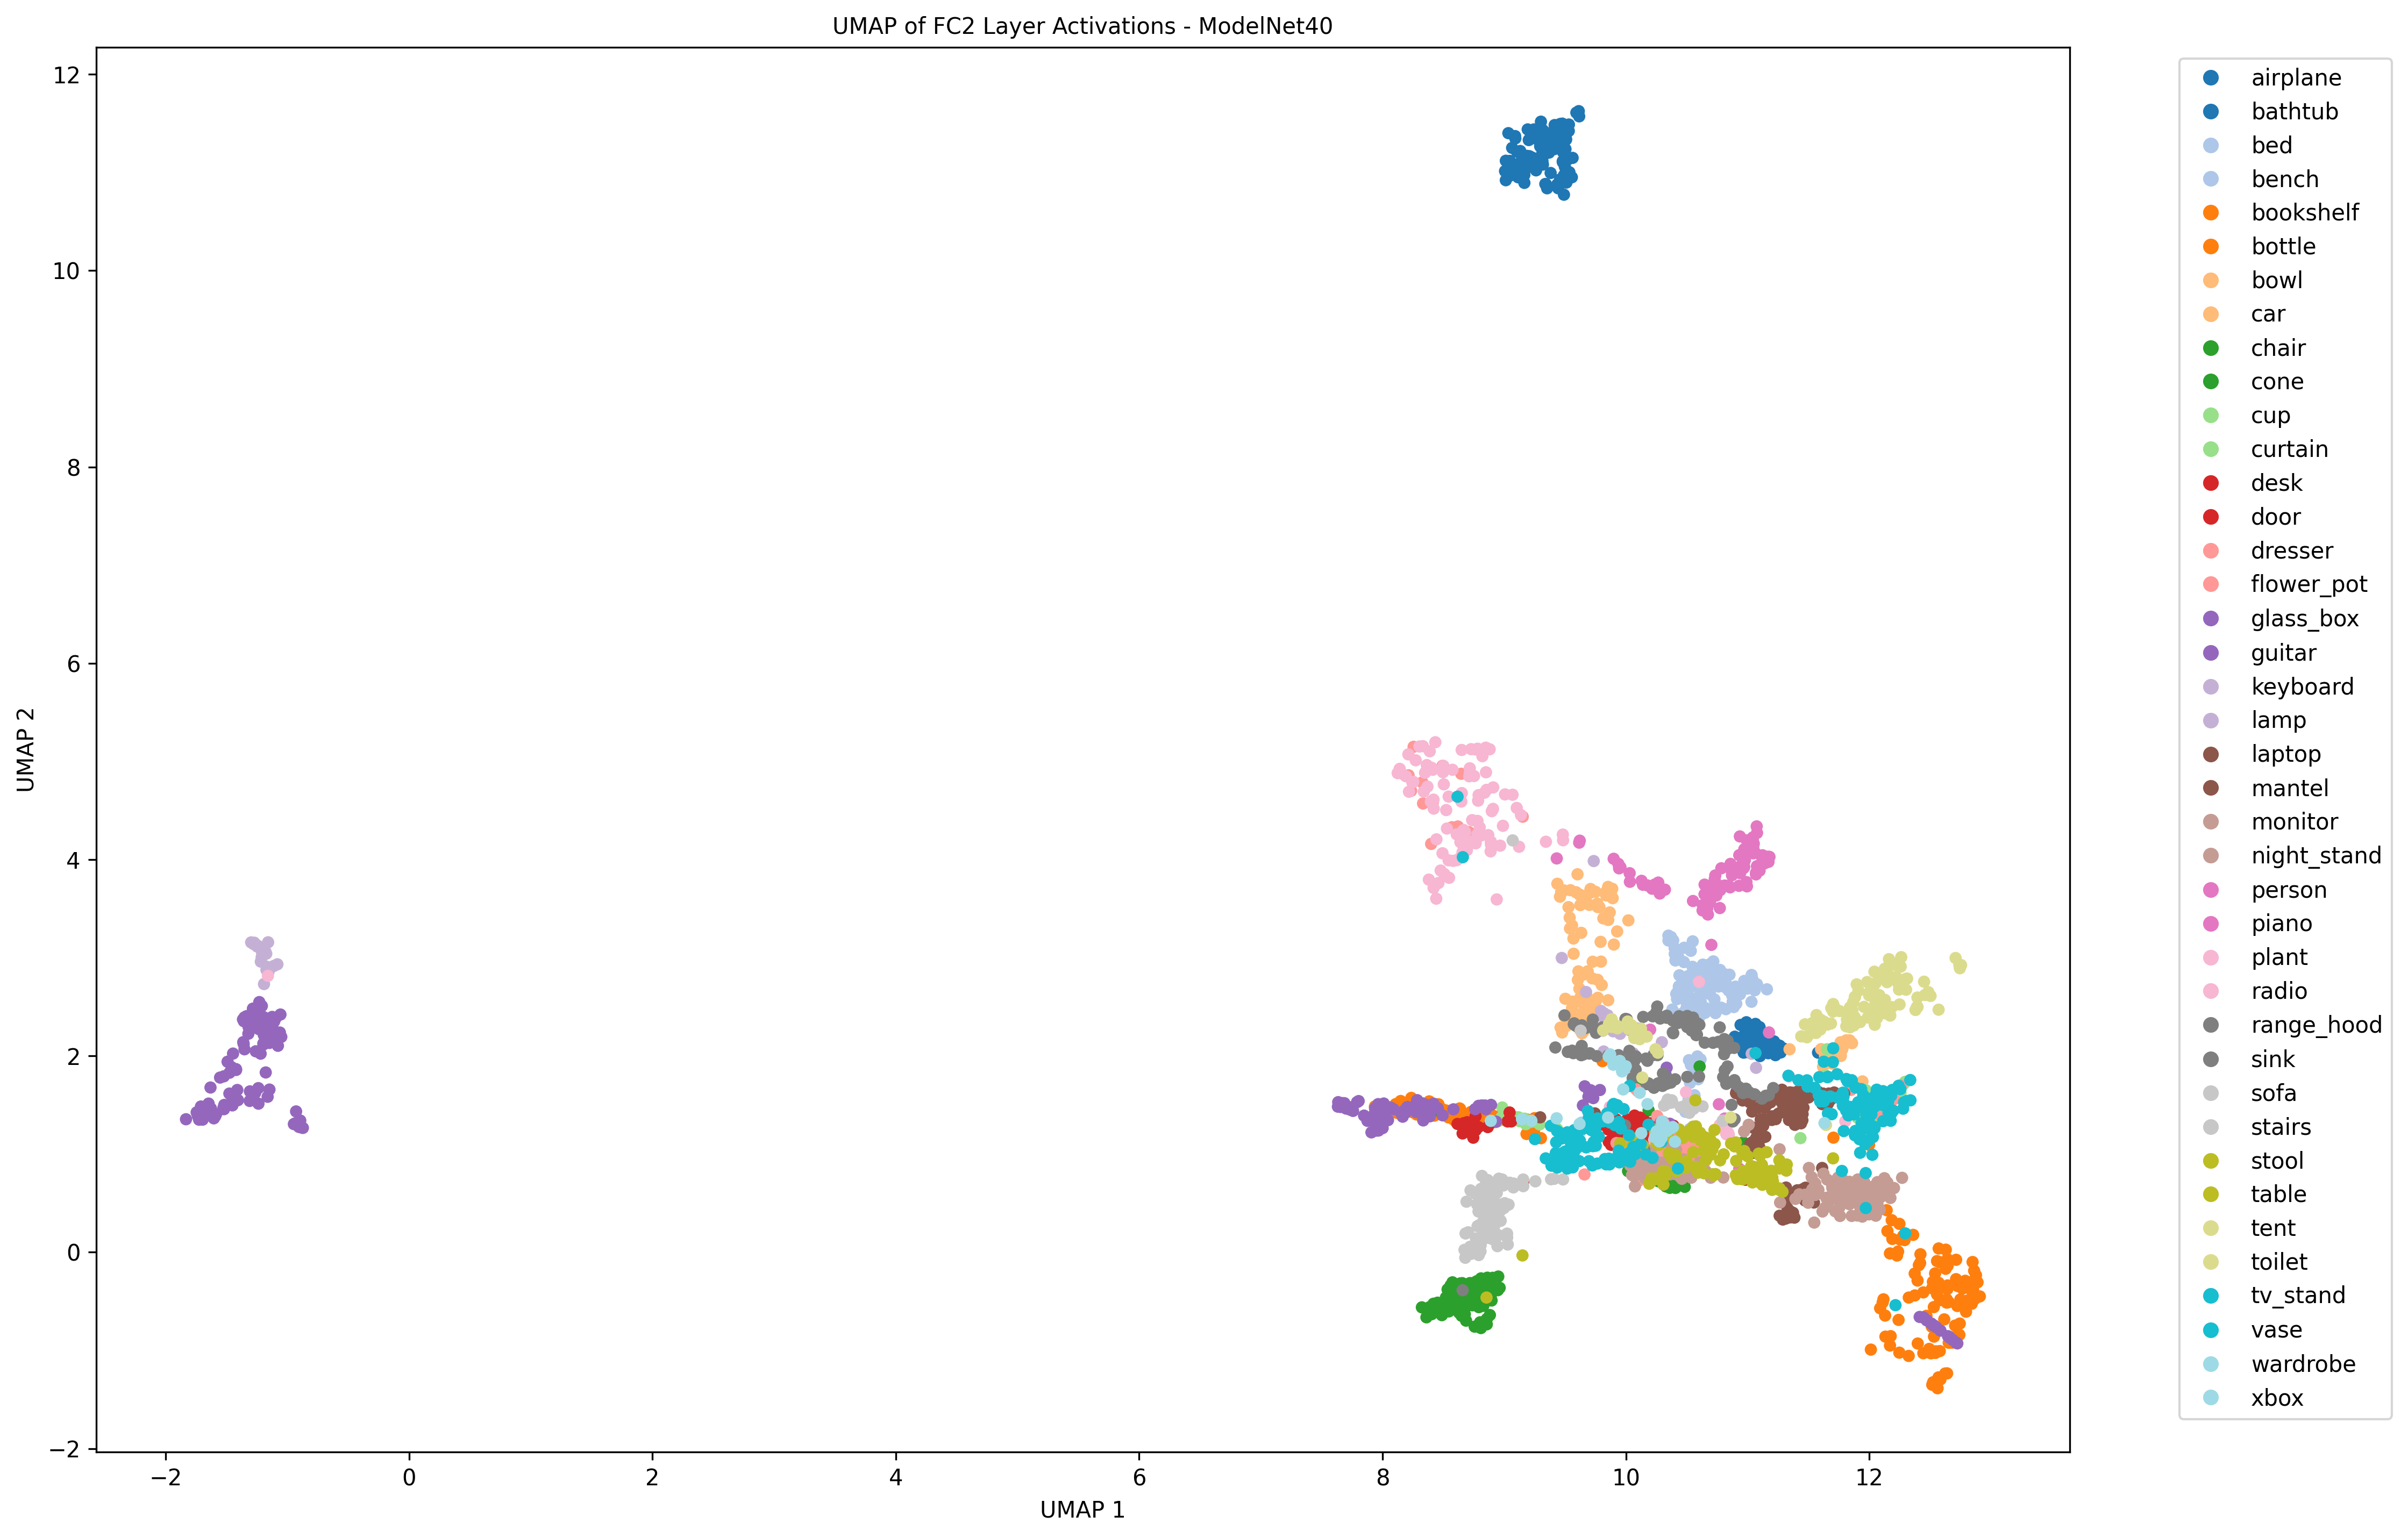 UMAP of FC2 Layer Activations - ModelNet40
12
10
8
6
4
2
0
−2
UMAP 2
−2
0
2
4
6
8
10
12
UMAP 1
airplane
bathtub
bed
bench
bookshelf
bottle
bowl
car
chair
cone
cup
curtain
desk
door
dresser
flower_pot
glass_box
guitar
keyboard
lamp
laptop
mantel
monitor
night_stand
person
piano
plant
radio
range_hood
sink
sofa
stairs
stool
table
tent
toilet
tv_stand
vase
wardrobe
xbox